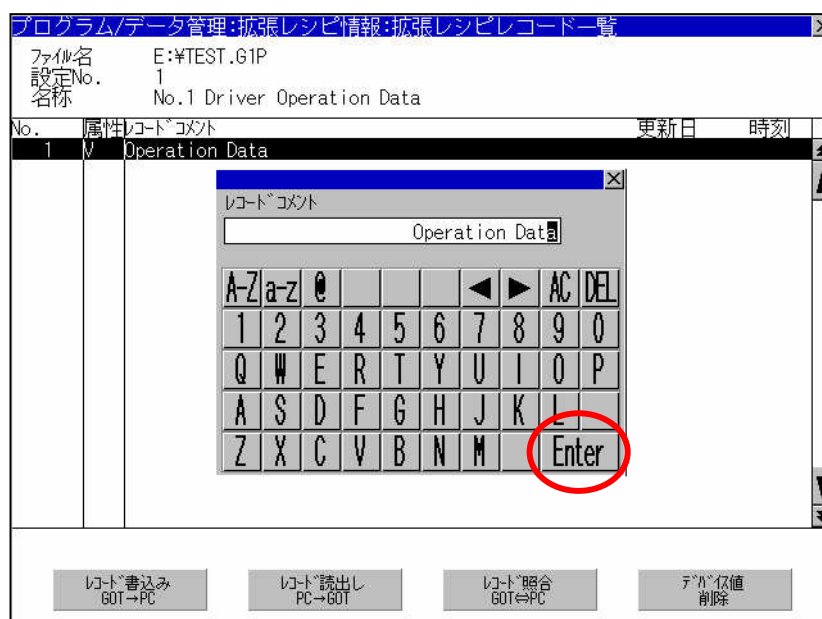 プログラム/データ管理:拡張レシピ情報:拡張レシピレコード一覧
ファイル名 E:¥TEST.G1P
設定No. 1
名称 No.1 Driver Operation Data
No. 属性 レコードコメント 更新日 時刻
1 V Operation Data
レコードコメント
Operation Data
A-Z a-z @ ◀ ▶ AC DEL
1 2 3 4 5 6 7 8 9 0
Q W E R T Y U I O P
A S D F G H J K L
Z X C V B N M Enter
レコード書込み レコード読出し レコード照合 デバイス値
GOT→PC PC→GOT GOT⇔PC 削除